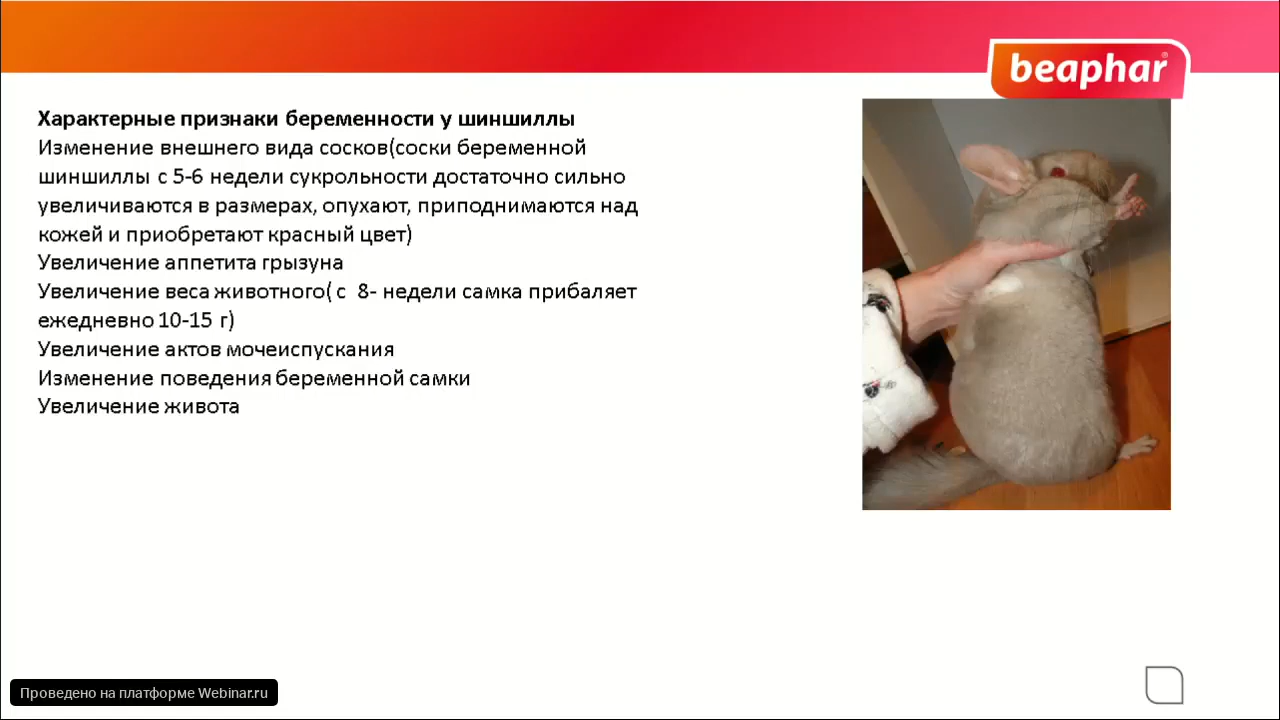 beaphar®
Характерные признаки беременности у шиншиллы
Изменение внешнего вида сосков(соски беременной
шиншиллы с 5-6 недели сукрольности достаточно сильно
увеличиваются в размерах, опухают, приподнимаются над
кожей и приобретают красный цвет)
Увеличение аппетита грызуна
Увеличение веса животного( с 8- недели самка прибаляет
ежедневно 10-15 г)
Увеличение актов мочеиспускания
Изменение поведения беременной самки
Увеличение живота
Проведено на платформе Webinar.ru